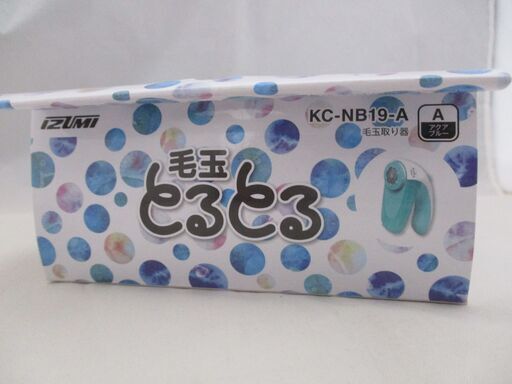 IZUMI
KC-NB19-A
毛玉取り器
A
アクア
ブルー
毛玉
とるとる